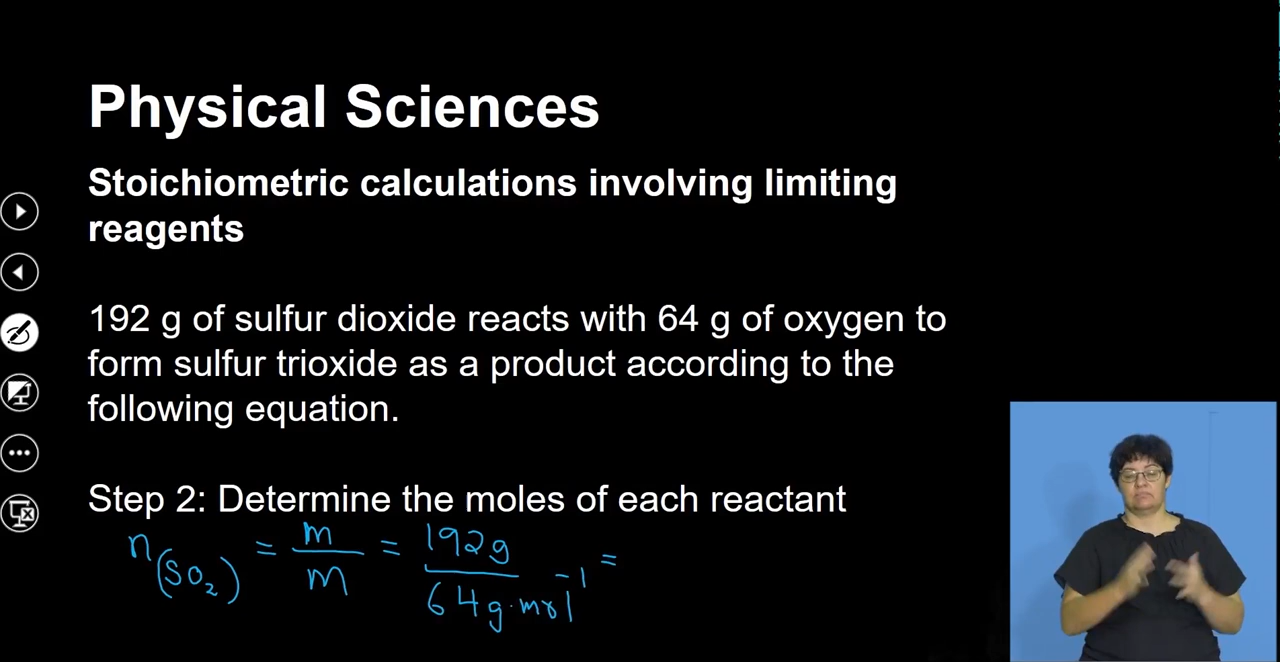 Physical Sciences
Stoichiometric calculations involving limiting
reagents
192 g of sulfur dioxide reacts with 64 g of oxygen to
form sulfur trioxide as a product according to the
following equation.
Step 2: Determine the moles of each reactant
n(SO₂) = m/m = 192g/64g·mol⁻¹ =